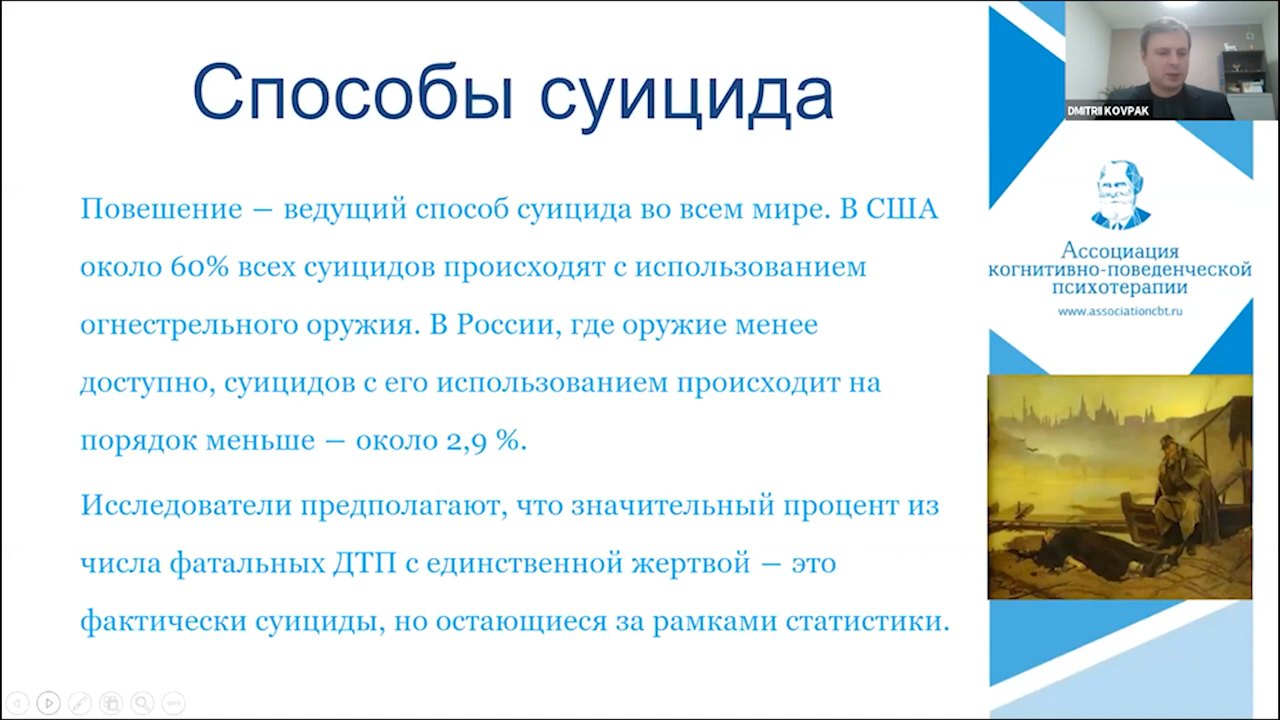 Способы суицида
DMITRII KOVPAK
Повешение — ведущий способ суицида во всем мире. В США
около 60% всех суицидов происходят с использованием
огнестрельного оружия. В России, где оружие менее
доступно, суицидов с его использованием происходит на
порядок меньше — около 2,9 %.
Исследователи предполагают, что значительный процент из
числа фатальных ДТП с единственной жертвой — это
фактически суициды, но остающиеся за рамками статистики.
Ассоциация
когнитивно-поведенческой
психотерапии
www.associationcbt.ru